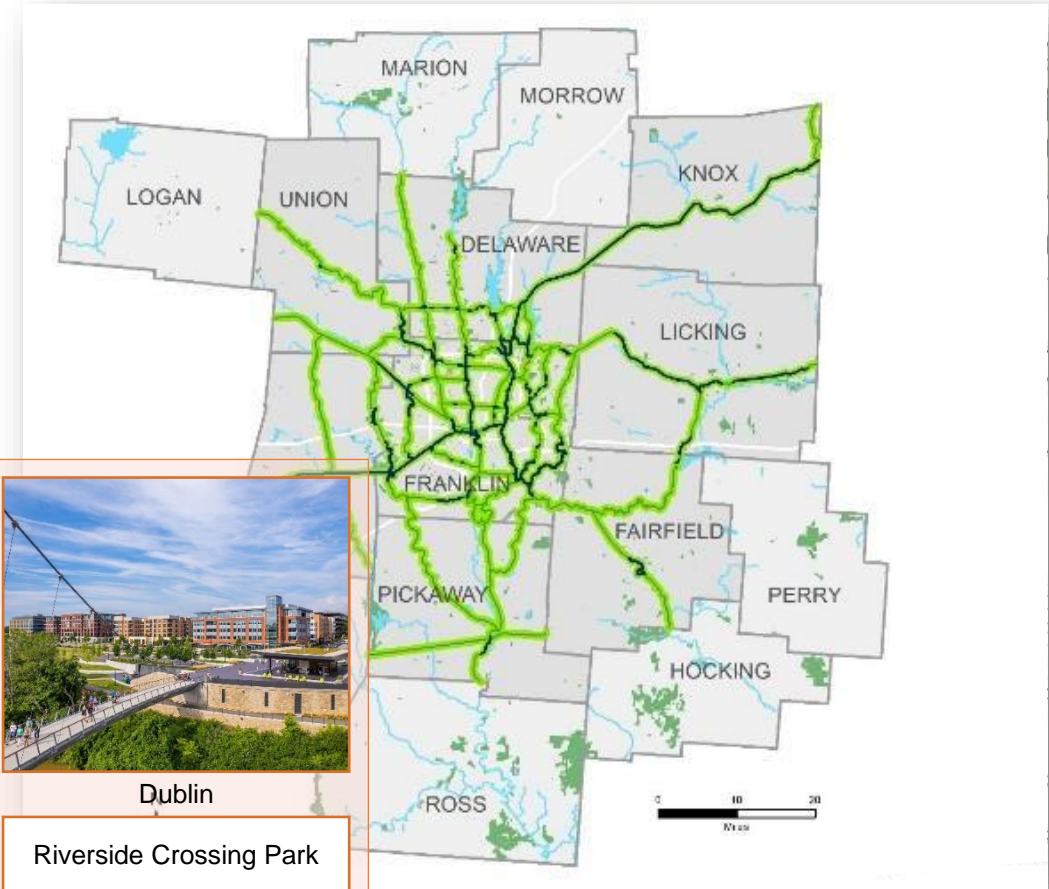 MARION
MORROW
KNOX
LOGAN
UNION
DELAWARE
LICKING
FRANKLIN
FAIRFIELD
PICKAWAY
PERRY
HOCKING
ROSS
0 10 20
Miles
Dublin
Riverside Crossing Park